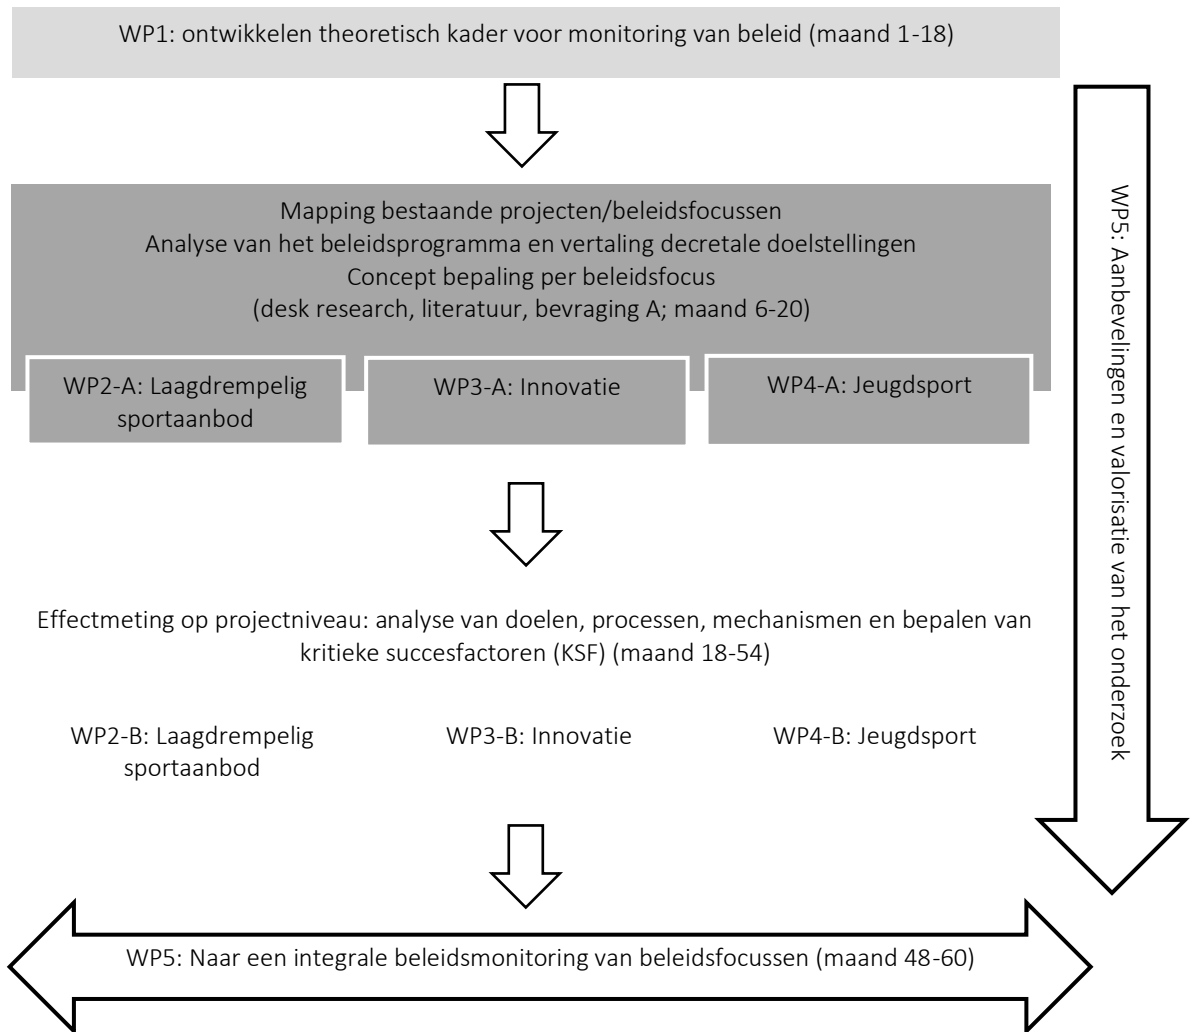 WP1: ontwikkelen theoretisch kader voor monitoring van beleid (maand 1-18)
Mapping bestaande projecten/beleidsfocussen
Analyse van het beleidsprogramma en vertaling decretale doelstellingen
Concept bepaling per beleidsfocus
(desk research, literatuur, bevraging A; maand 6-20)
WP2-A: Laagdrempelig
sportaanbod
WP3-A: Innovatie
WP4-A: Jeugdsport
Effectmeting op projectniveau: analyse van doelen, processen, mechanismen en bepalen van
kritieke succesfactoren (KSF) (maand 18-54)
WP2-B: Laagdrempelig
sportaanbod
WP3-B: Innovatie
WP4-B: Jeugdsport
WP5: Naar een integrale beleidsmonitoring van beleidsfocussen (maand 48-60)
WP5: Aanbevelingen en valorisatie van het onderzoek